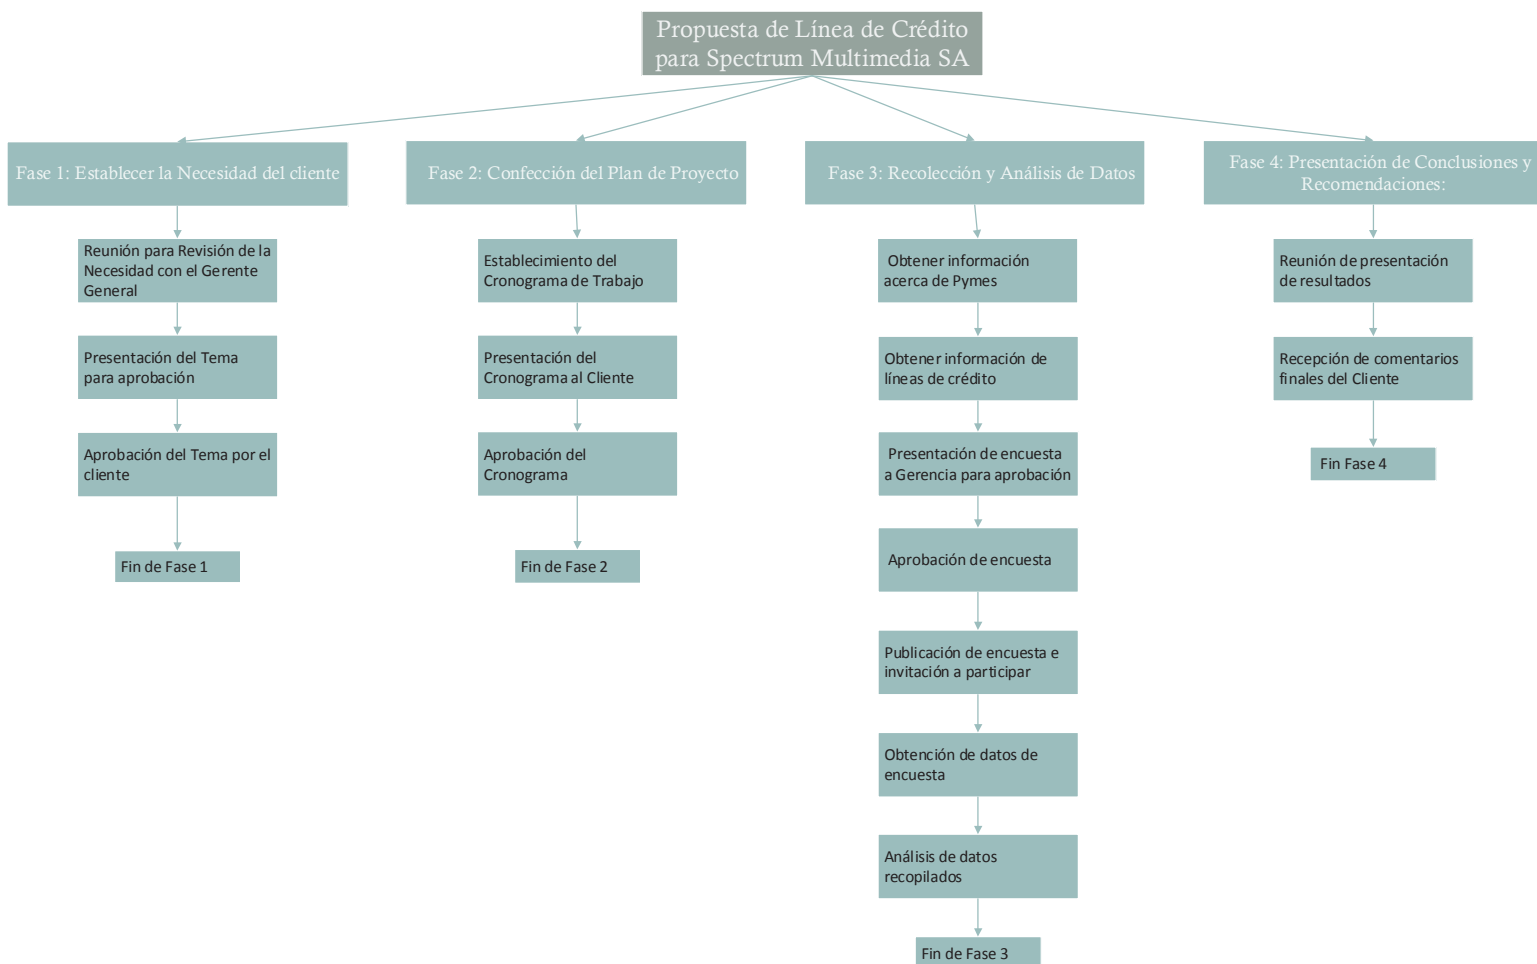 Propuesta de Línea de Crédito
para Spectrum Multimedia SA
Fase 1: Establecer la Necesidad del cliente
Reunión para Revisión de la
Necesidad con el Gerente
General
Presentación del Tema
para aprobación
Aprobación del Tema por el
cliente
Fin de Fase 1
Fase 2: Confección del Plan de Proyecto
Establecimiento del
Cronograma de Trabajo
Presentación del
Cronograma al Cliente
Aprobación del
Cronograma
Fin de Fase 2
Fase 3: Recolección y Análisis de Datos
Obtener información
acerca de Pymes
Obtener información de
líneas de crédito
Presentación de encuesta
a Gerencia para aprobación
Aprobación de encuesta
Publicación de encuesta e
invitación a participar
Obtención de datos de
encuesta
Análisis de datos
recopilados
Fin de Fase 3
Fase 4: Presentación de Conclusiones y
Recomendaciones:
Reunión de presentación
de resultados
Recepción de comentarios
finales del Cliente
Fin Fase 4